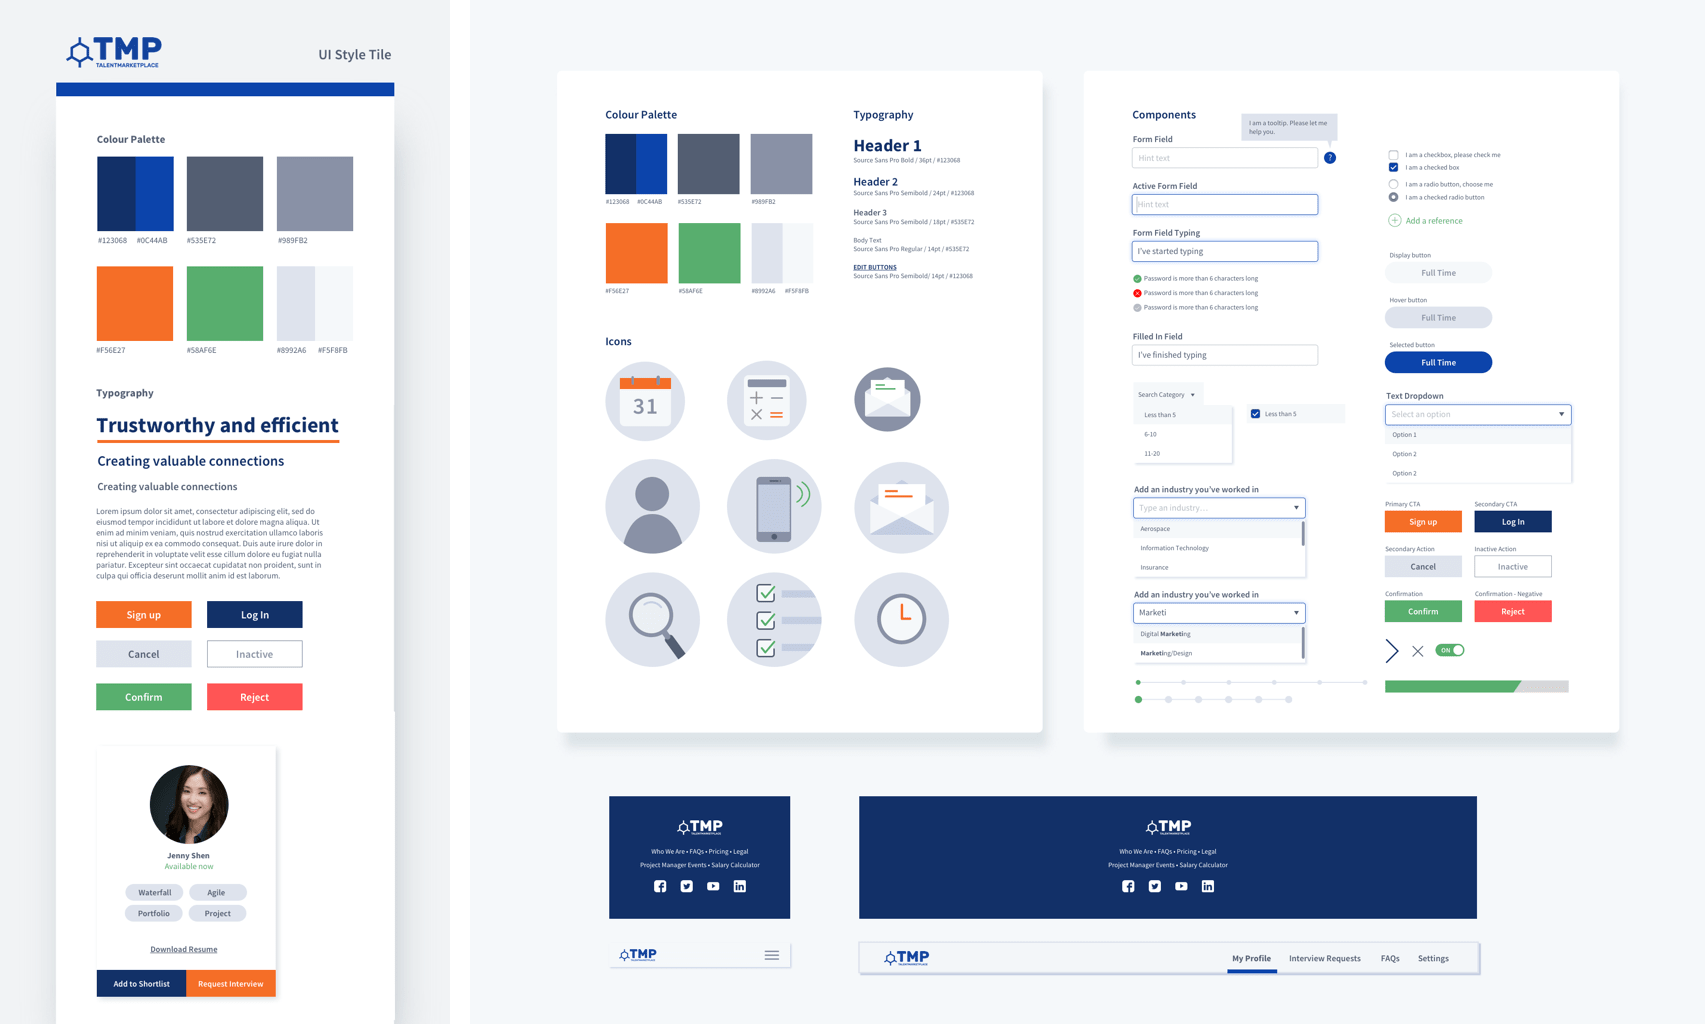 TMP
TALENTMARKETPLACE
UI Style Tile
Colour Palette
#123068 #0C44AB #535E72 #989FB2
#F56E27 #58AF6E #8992A6 #F5F8FB
Typography
Trustworthy and efficient
Creating valuable connections
Creating valuable connections
Lorem ipsum dolor sit amet, consectetur adipiscing elit, sed do
eiusmod tempor incididunt ut labore et dolore magna aliqua. Ut
enim ad minim veniam, quis nostrud exercitation ullamco laboris
nisi ut aliquip ex ea commodo consequat. Duis aute irure dolor in
reprehenderit in voluptate velit esse cillum dolore eu fugiat nulla
pariatur. Excepteur sint occaecat cupidatat non proident, sunt in
culpa qui officia deserunt mollit anim id est laborum.
Sign up Log In
Cancel Inactive
Confirm Reject
Jenny Shen
Available now
Waterfall Agile
Portfolio Project
Download Resume
Add to Shortlist Request Interview
Colour Palette
#123068 #0C44AB #535E72 #989FB2
#F56E27 #58AF6E #8992A6 #F5F8FB
Typography
Header 1
Source Sans Pro Bold / 36pt / #123068
Header 2
Source Sans Pro Semibold / 24pt / #123068
Header 3
Source Sans Pro Semibold / 18pt / #535E72
Body Text
Source Sans Pro Regular / 14pt / #535E72
EDIT BUTTONS
Source Sans Pro Semibold/ 14pt / #123068
Icons
31
Components
I am a tooltip. Please let me
help you.
Form Field
Hint text
?
Active Form Field
Hint text
Form Field Typing
I've started typing
Password is more than 6 characters long
Password is more than 6 characters long
Password is more than 6 characters long
Filled In Field
I've finished typing
Search Category
Less than 5
6-10
11-20
Less than 5
Add an industry you've worked in
Type an industry...
Aerospace
Information Technology
Insurance
Add an industry you've worked in
Marketi
Digital Marketing
Marketing/Design
I am a checkbox, please check me
I am a checked box
I am a radio button, choose me
I am a checked radio button
Add a reference
Display button
Full Time
Hover button
Full Time
Selected button
Full Time
Text Dropdown
Select an option
Option 1
Option 2
Option 2
Primary CTA Secondary CTA
Sign up Log In
Secondary Action Inactive Action
Cancel Inactive
Confirmation Confirmation - Negative
Confirm Reject
ON
TMP
TALENTMARKETPLACE
Who We Are • FAQs • Pricing • Legal
Project Manager Events • Salary Calculator
TMP
TALENTMARKETPLACE
TMP
TALENTMARKETPLACE
Who We Are • FAQs • Pricing • Legal
Project Manager Events • Salary Calculator
TMP
TALENTMARKETPLACE
My Profile Interview Requests FAQs Settings